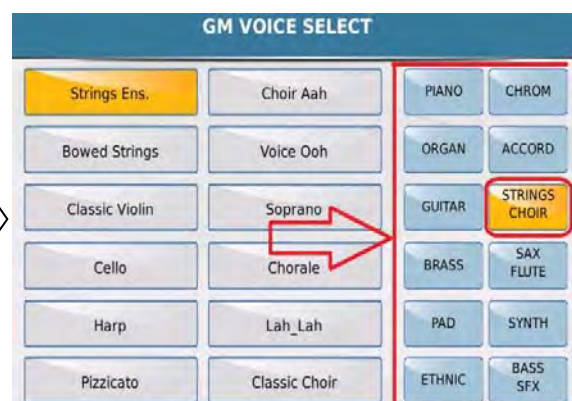 GM VOICE SELECT
Strings Ens. Choir Aah PIANO CHROM
Bowed Strings Voice Ooh ORGAN ACCORD
Classic Violin Soprano GUITAR STRINGS CHOIR
Cello Chorale BRASS SAX FLUTE
Harp Lah_Lah PAD SYNTH
Pizzicato Classic Choir ETHNIC BASS SFX